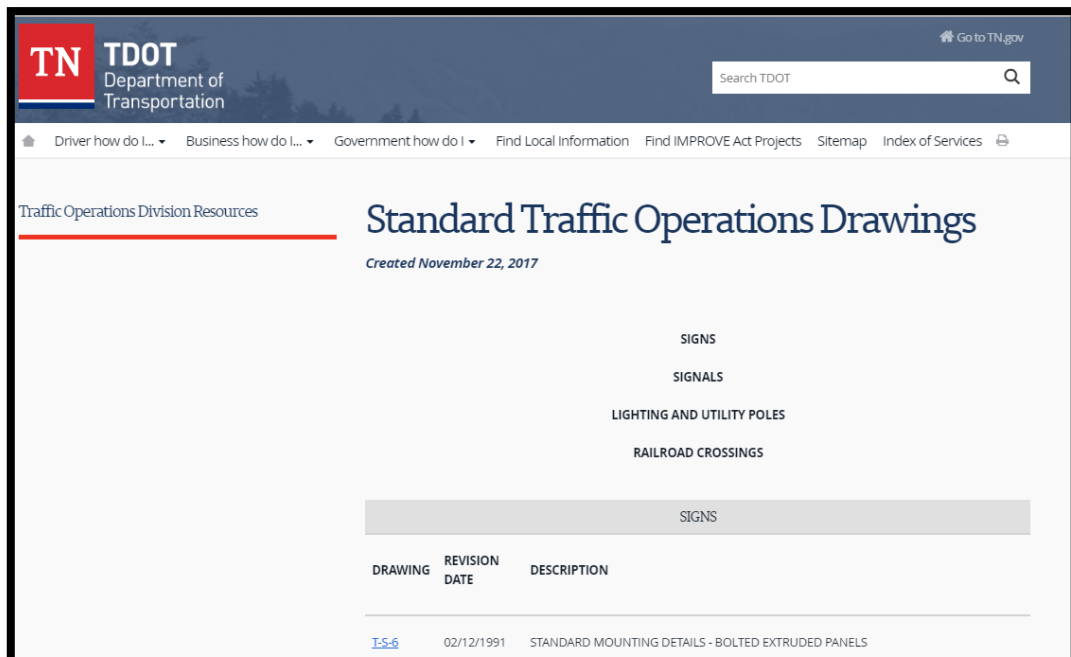 Go to TN.gov
TN
TDOT
Department of
Transportation
Search TDOT
Driver how do I... Business how do I... Government how do I Find Local Information Find IMPROVE Act Projects Sitemap Index of Services
Traffic Operations Division Resources
Standard Traffic Operations Drawings
Created November 22, 2017
SIGNS
SIGNALS
LIGHTING AND UTILITY POLES
RAILROAD CROSSINGS
SIGNS
DRAWING REVISION DATE DESCRIPTION
T-S-6 02/12/1991 STANDARD MOUNTING DETAILS - BOLTED EXTRUDED PANELS